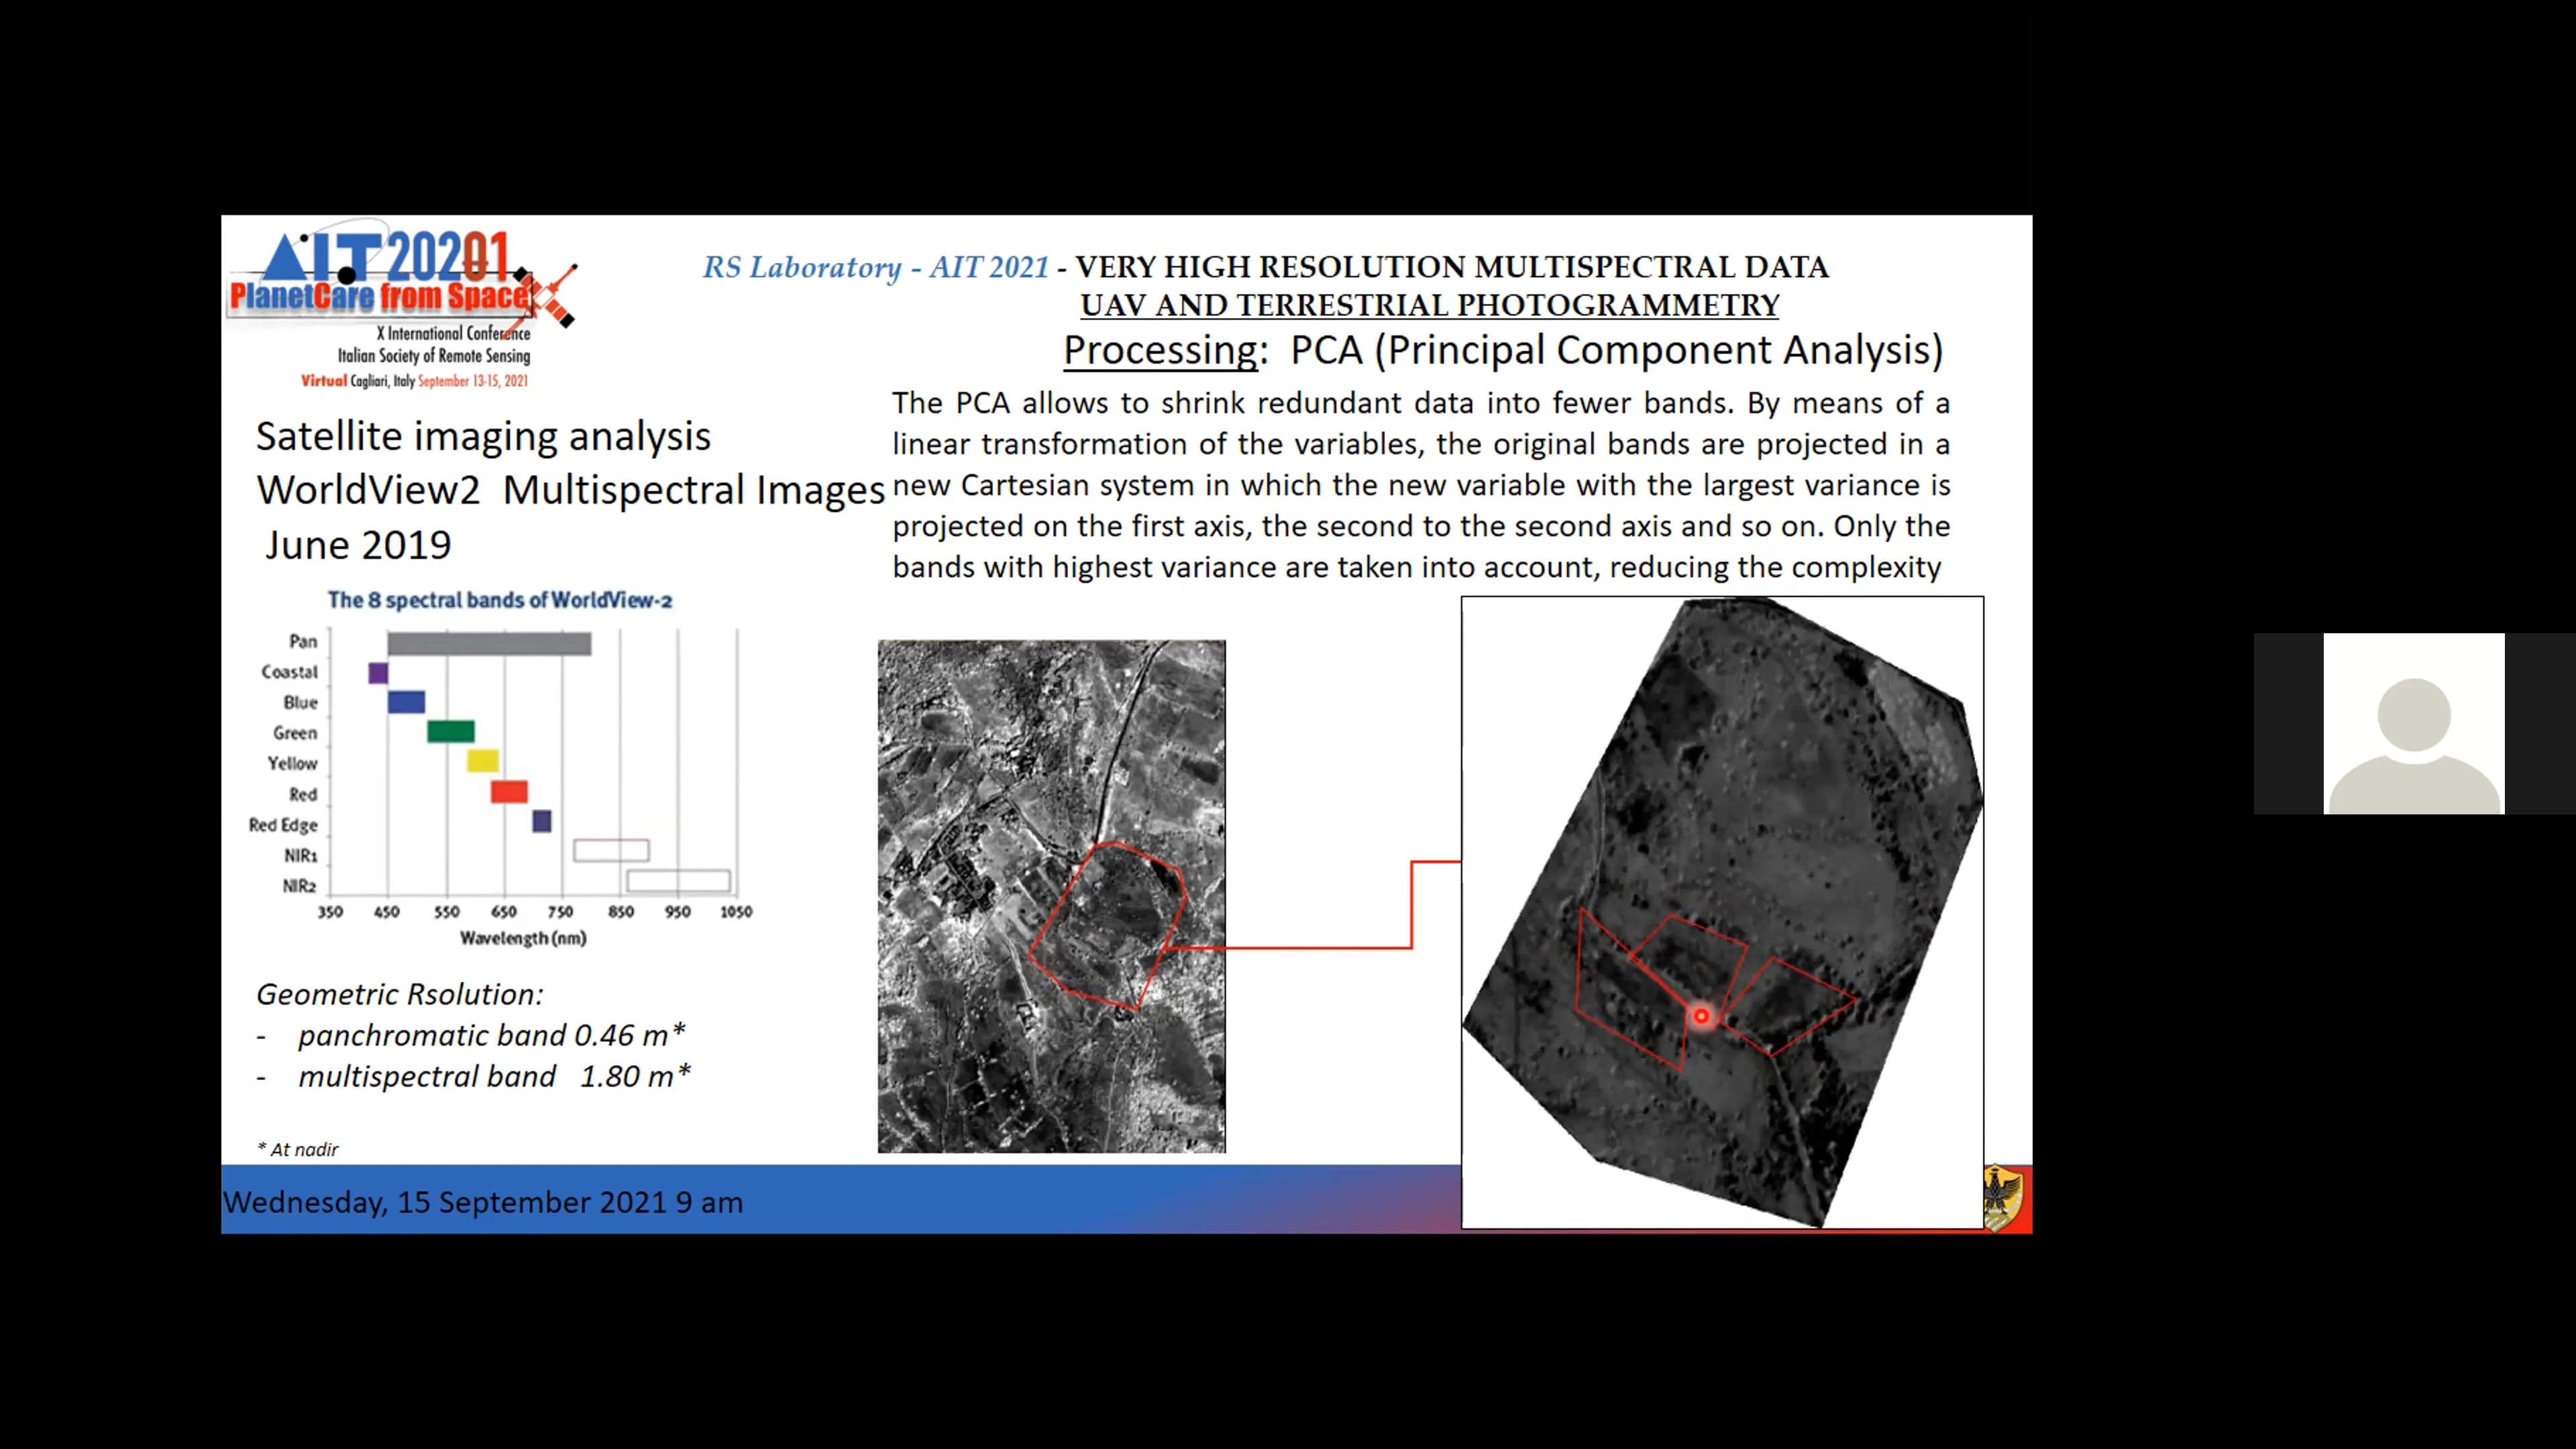 AIT 20201
PlanetCare from Space
X International Conference
Italian Society of Remote Sensing
Virtual Cagliari, Italy September 13-15, 2021
RS Laboratory - AIT 2021 - VERY HIGH RESOLUTION MULTISPECTRAL DATA
UAV AND TERRESTRIAL PHOTOGRAMMETRY
Processing: PCA (Principal Component Analysis)
The PCA allows to shrink redundant data into fewer bands. By means of a
linear transformation of the variables, the original bands are projected in a
new Cartesian system in which the new variable with the largest variance is
projected on the first axis, the second to the second axis and so on. Only the
bands with highest variance are taken into account, reducing the complexity
Satellite imaging analysis
WorldView2 Multispectral Images
June 2019
The 8 spectral bands of WorldView-2
Pan
Coastal
Blue
Green
Yellow
Red
Red Edge
NIR1
NIR2
350 450 550 650 750 850 950 1050
Wavelength (nm)
Geometric Rsolution:
- panchromatic band 0.46 m*
- multispectral band 1.80 m*
* At nadir
Wednesday, 15 September 2021 9 am